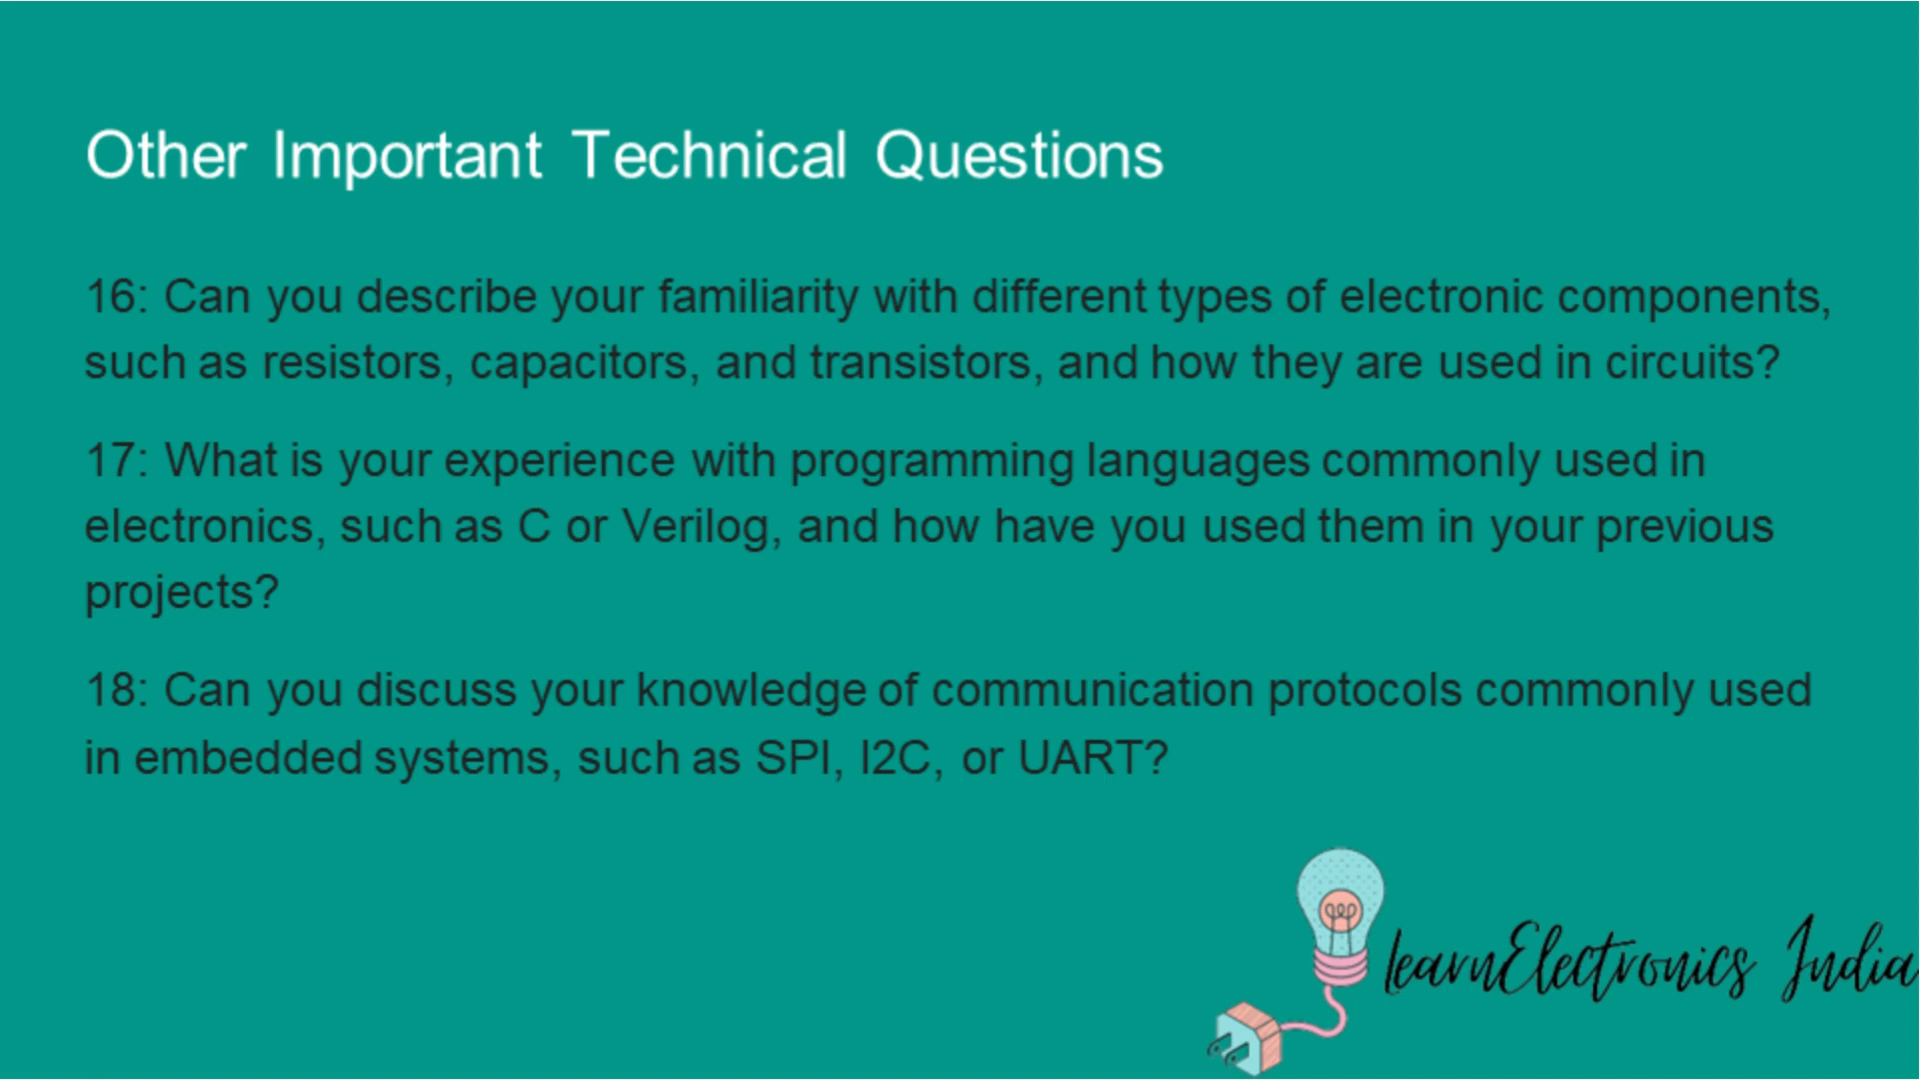 Other Important Technical Questions
16: Can you describe your familiarity with different types of electronic components,
such as resistors, capacitors, and transistors, and how they are used in circuits?
17: What is your experience with programming languages commonly used in
electronics, such as C or Verilog, and how have you used them in your previous
projects?
18: Can you discuss your knowledge of communication protocols commonly used
in embedded systems, such as SPI, I2C, or UART?
learnElectronics India